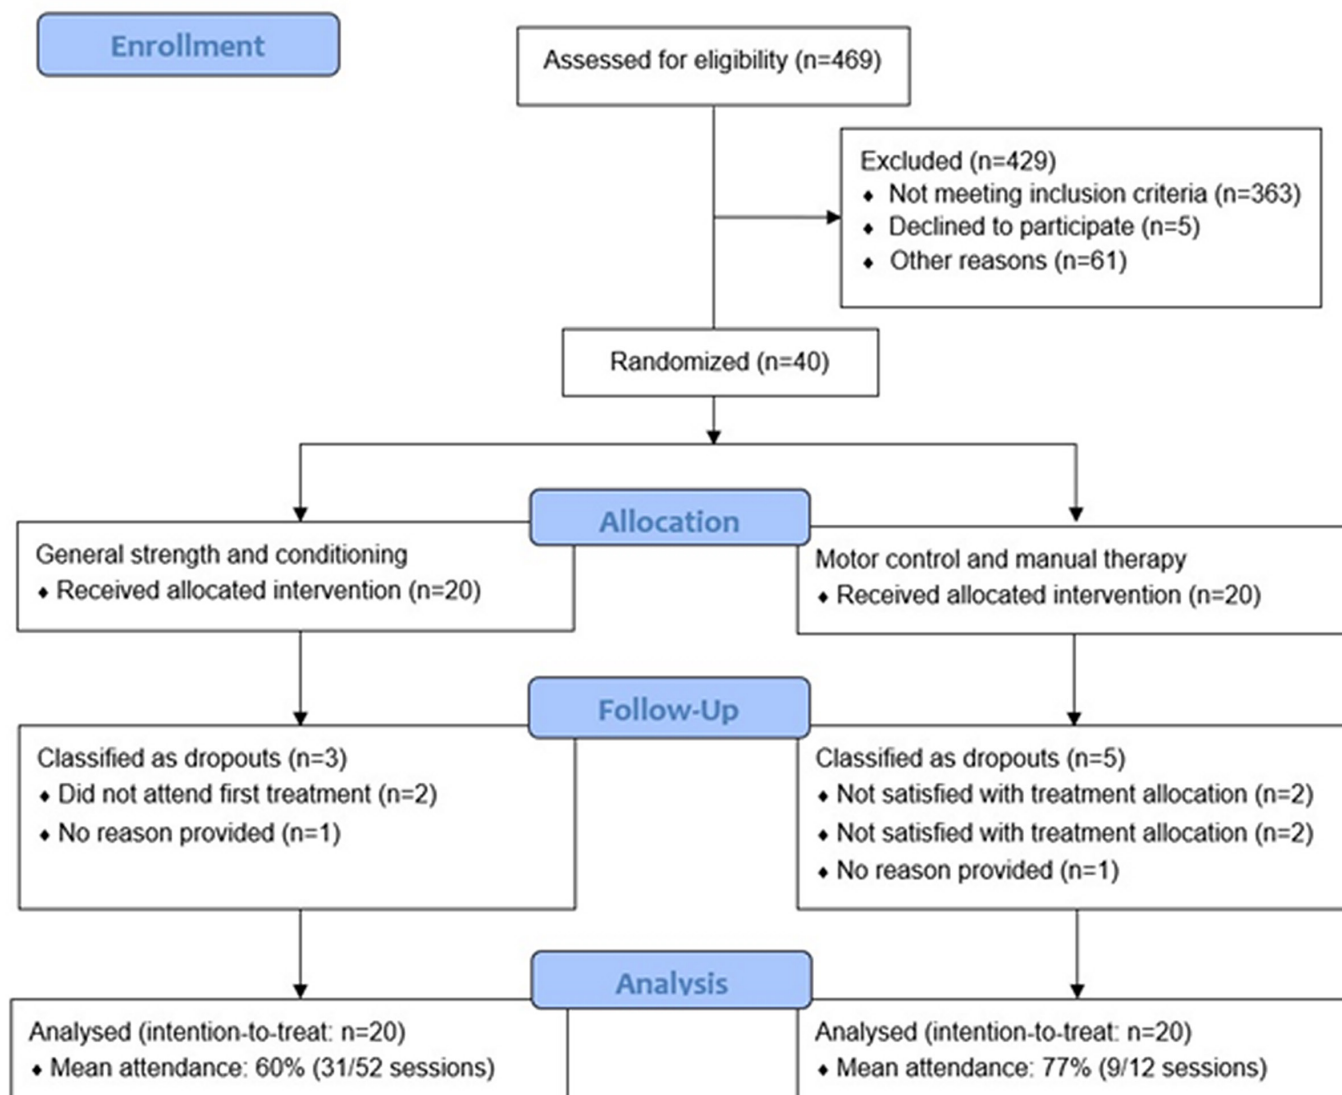 Enrollment
Assessed for eligibility (n=469)
Excluded (n=429)
♦ Not meeting inclusion criteria (n=363)
♦ Declined to participate (n=5)
♦ Other reasons (n=61)
Randomized (n=40)
Allocation
General strength and conditioning
♦ Received allocated intervention (n=20)
Motor control and manual therapy
♦ Received allocated intervention (n=20)
Follow-Up
Classified as dropouts (n=3)
♦ Did not attend first treatment (n=2)
♦ No reason provided (n=1)
Classified as dropouts (n=5)
♦ Not satisfied with treatment allocation (n=2)
♦ Not satisfied with treatment allocation (n=2)
♦ No reason provided (n=1)
Analysis
Analysed (intention-to-treat: n=20)
♦ Mean attendance: 60% (31/52 sessions)
Analysed (intention-to-treat: n=20)
♦ Mean attendance: 77% (9/12 sessions)